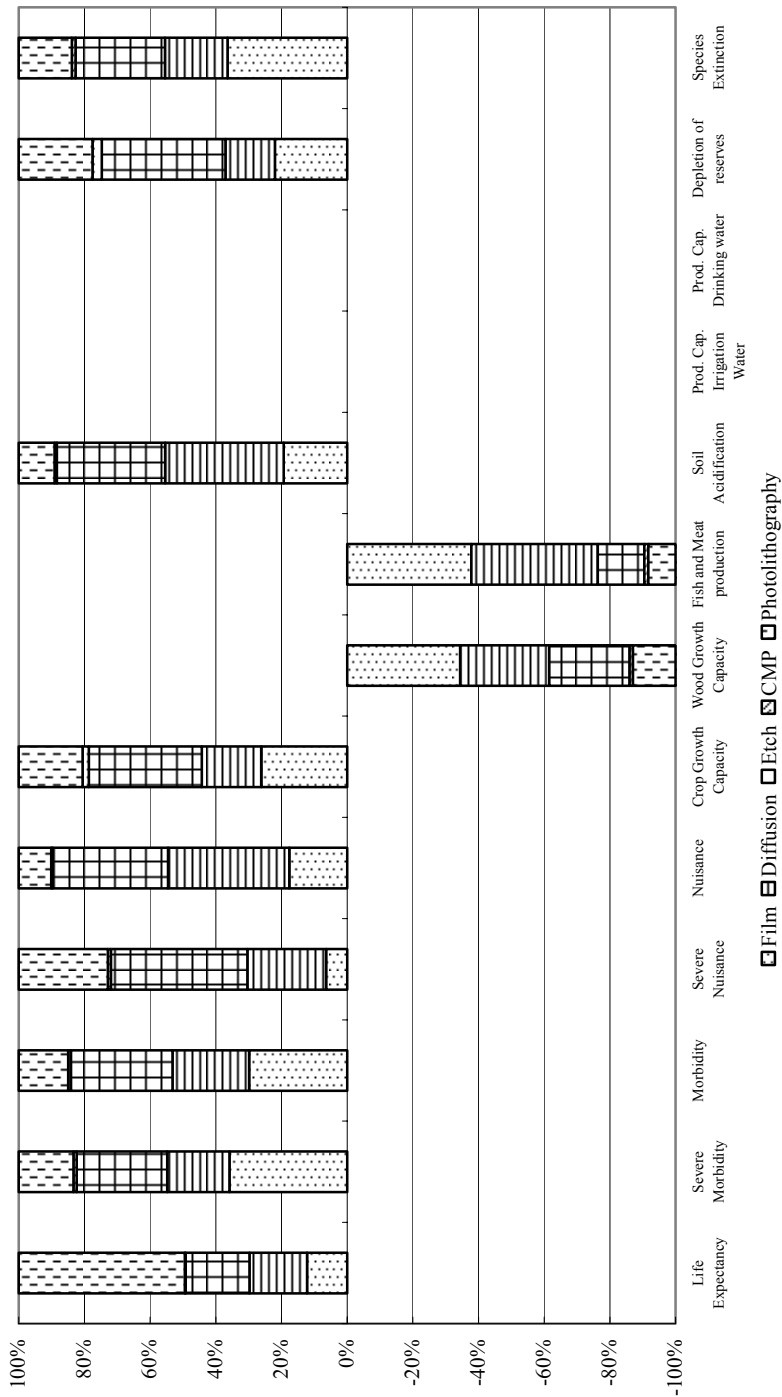 100%
80%
60%
40%
20%
0%
-20%
-40%
-60%
-80%
-100%
Life
Expectancy
Severe
Morbidity
Morbidity
Severe
Nuisance
Nuisance
Crop Growth
Capacity
Wood Growth
Capacity
Fish and Meat
production
Soil
Acidification
Prod. Cap.
Irrigation
Water
Prod. Cap.
Drinking water
Depletion of
reserves
Species
Extinction
Film Diffusion Etch CMP Photolithography